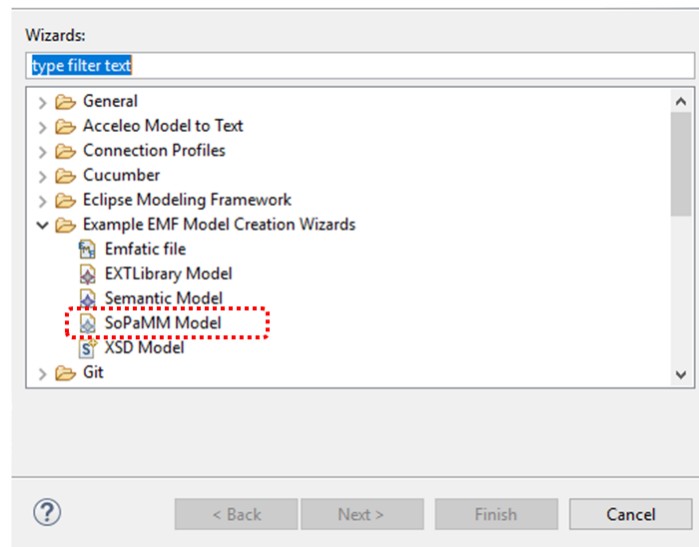 Wizards:
type filter text
General
Acceleo Model to Text
Connection Profiles
Cucumber
Eclipse Modeling Framework
Example EMF Model Creation Wizards
Emfatic file
EXTLibrary Model
Semantic Model
SoPaMM Model
XSD Model
Git
? < Back Next > Finish Cancel